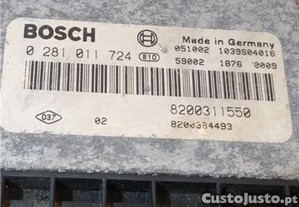 BOSCH
Made in Germany
0 281 011 724 B10
051002 1039S04016
59002 1876 0009
8200311550
037
02
8200384493
CustoJusto.pt